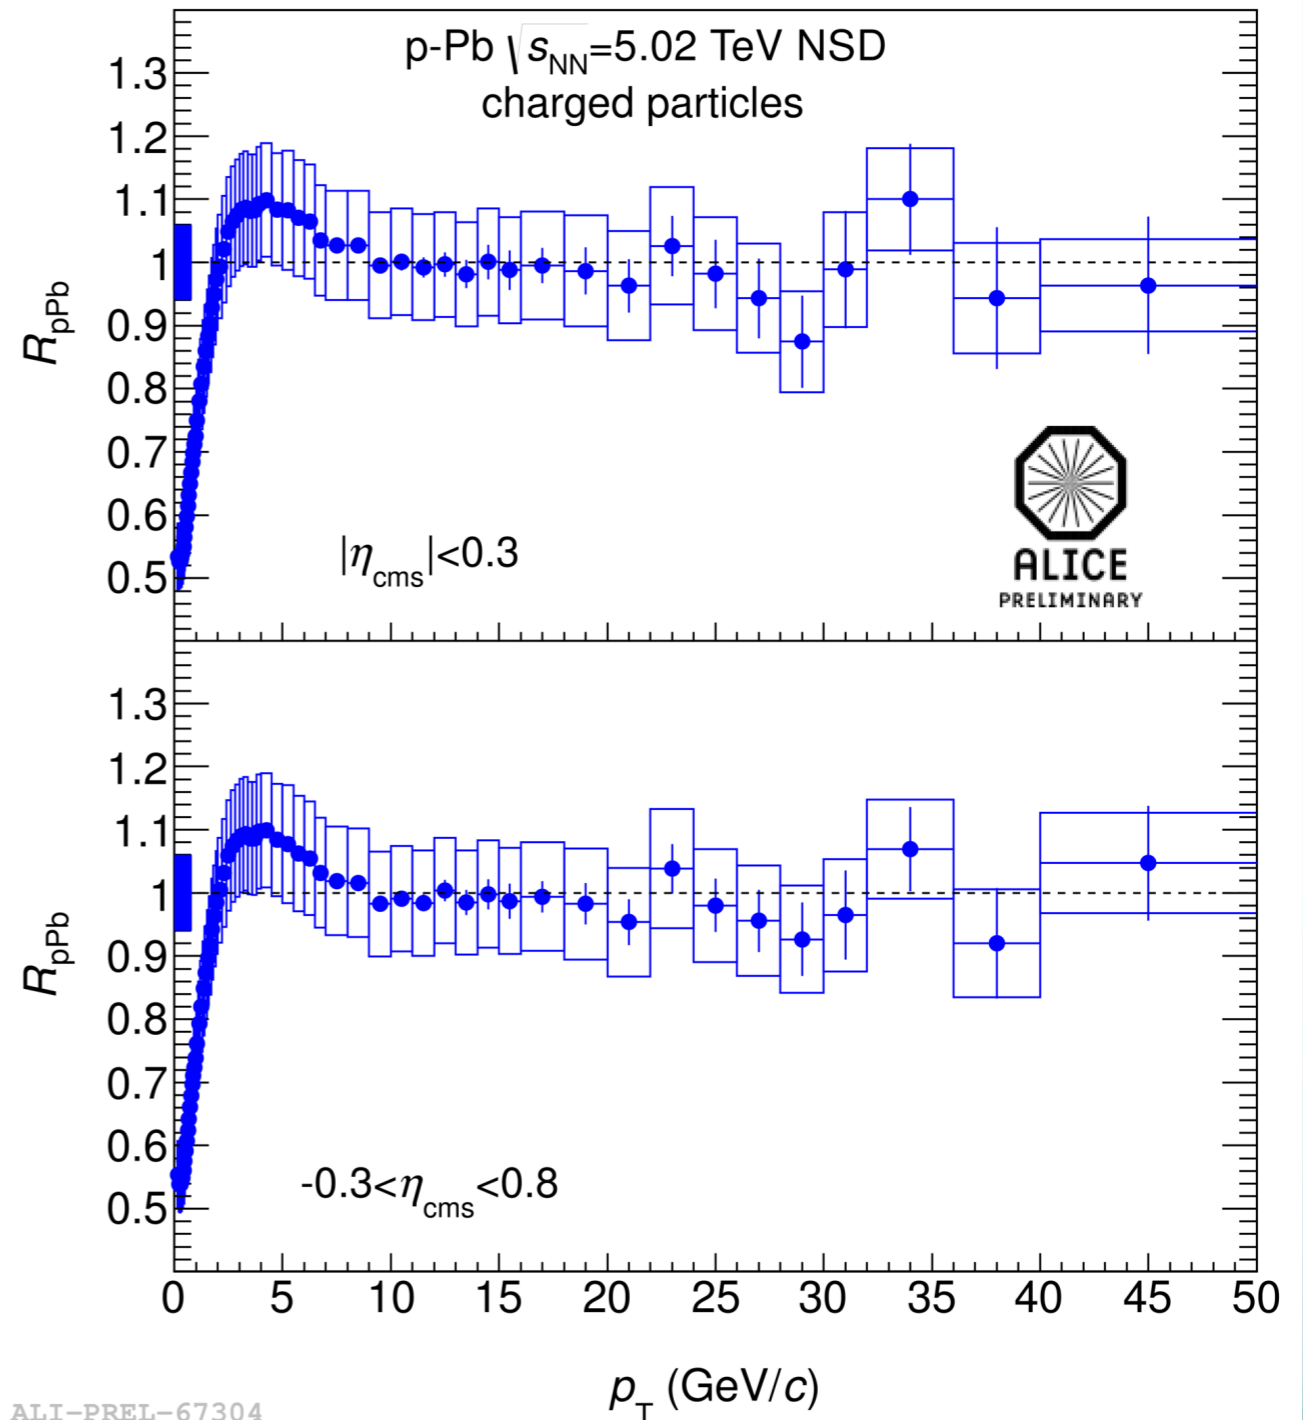 p-Pb √sNN=5.02 TeV NSD
charged particles
1.3
1.2
1.1
1
0.9
0.8
0.7
0.6
0.5
RpPb
|ηcms|<0.3
ALICE
PRELIMINARY
1.3
1.2
1.1
1
0.9
0.8
0.7
0.6
0.5
RpPb
-0.3<ηcms<0.8
0 5 10 15 20 25 30 35 40 45 50
pT (GeV/c)
ALI-PREL-67304